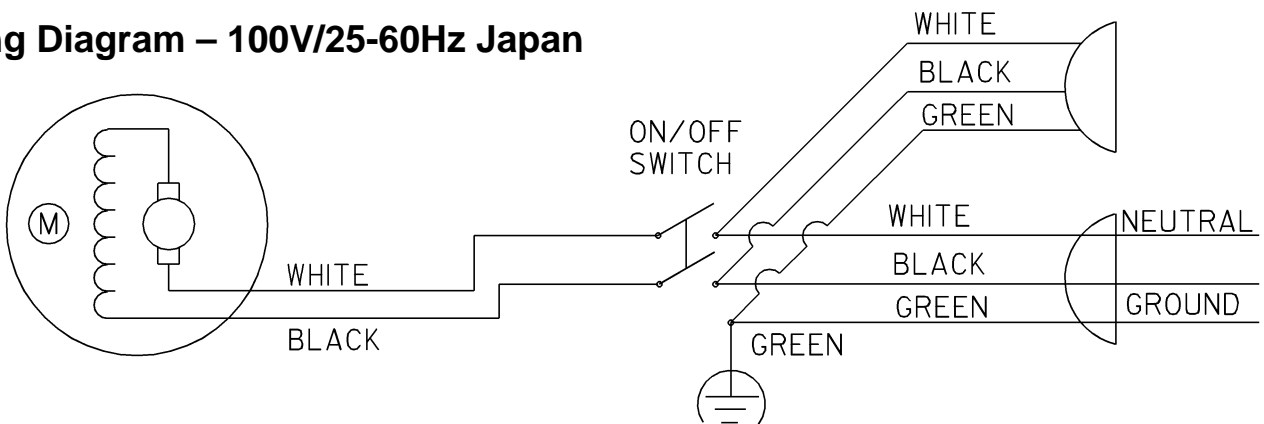 ng Diagram – 100V/25-60Hz Japan
WHITE
BLACK
GREEN
ON/OFF
SWITCH
M
WHITE
NEUTRAL
BLACK
WHITE
GREEN
GROUND
BLACK
GREEN